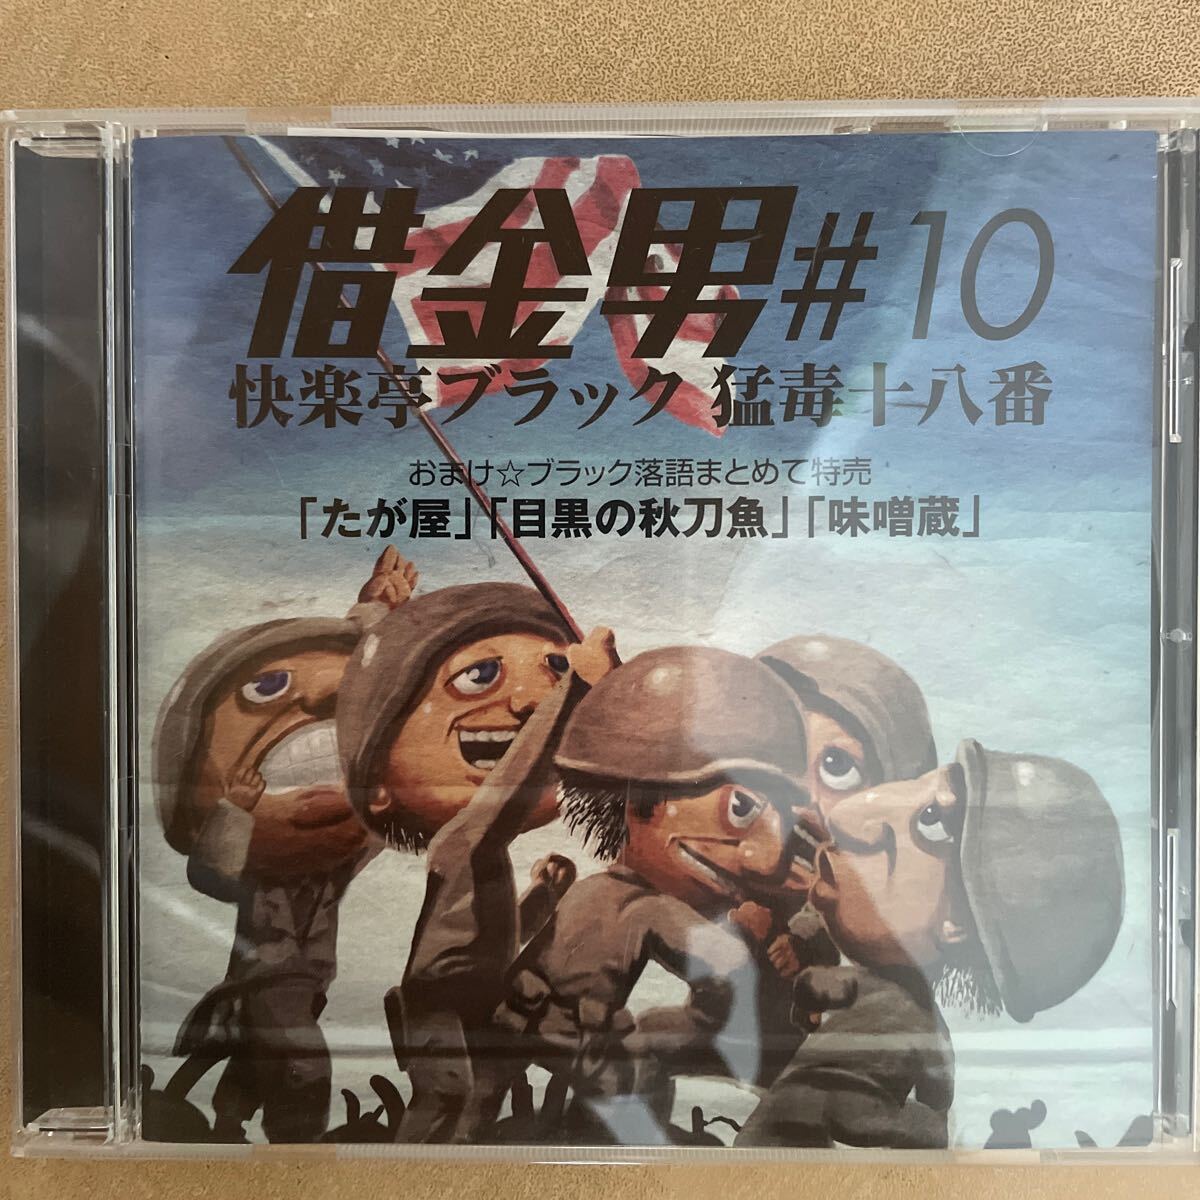 借金男#10
快楽亭ブラック 猛毒十八番
おまけ☆ブラック落語まとめて特売
「たが屋」「目黒の秋刀魚」「味噌蔵」